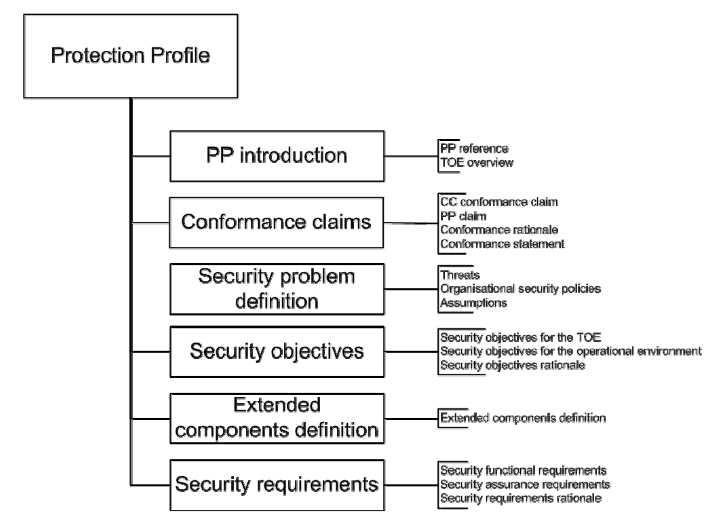 Protection Profile
PP introduction
PP reference
TOE overview
Conformance claims
CC conformance claim
PP claim
Conformance rationale
Conformance statement
Security problem
definition
Threats
Organisational security policies
Assumptions
Security objectives
Security objectives for the TOE
Security objectives for the operational environment
Security objectives rationale
Extended
components definition
Extended components definition
Security requirements
Security functional requirements
Security assurance requirements
Security requirements rationale